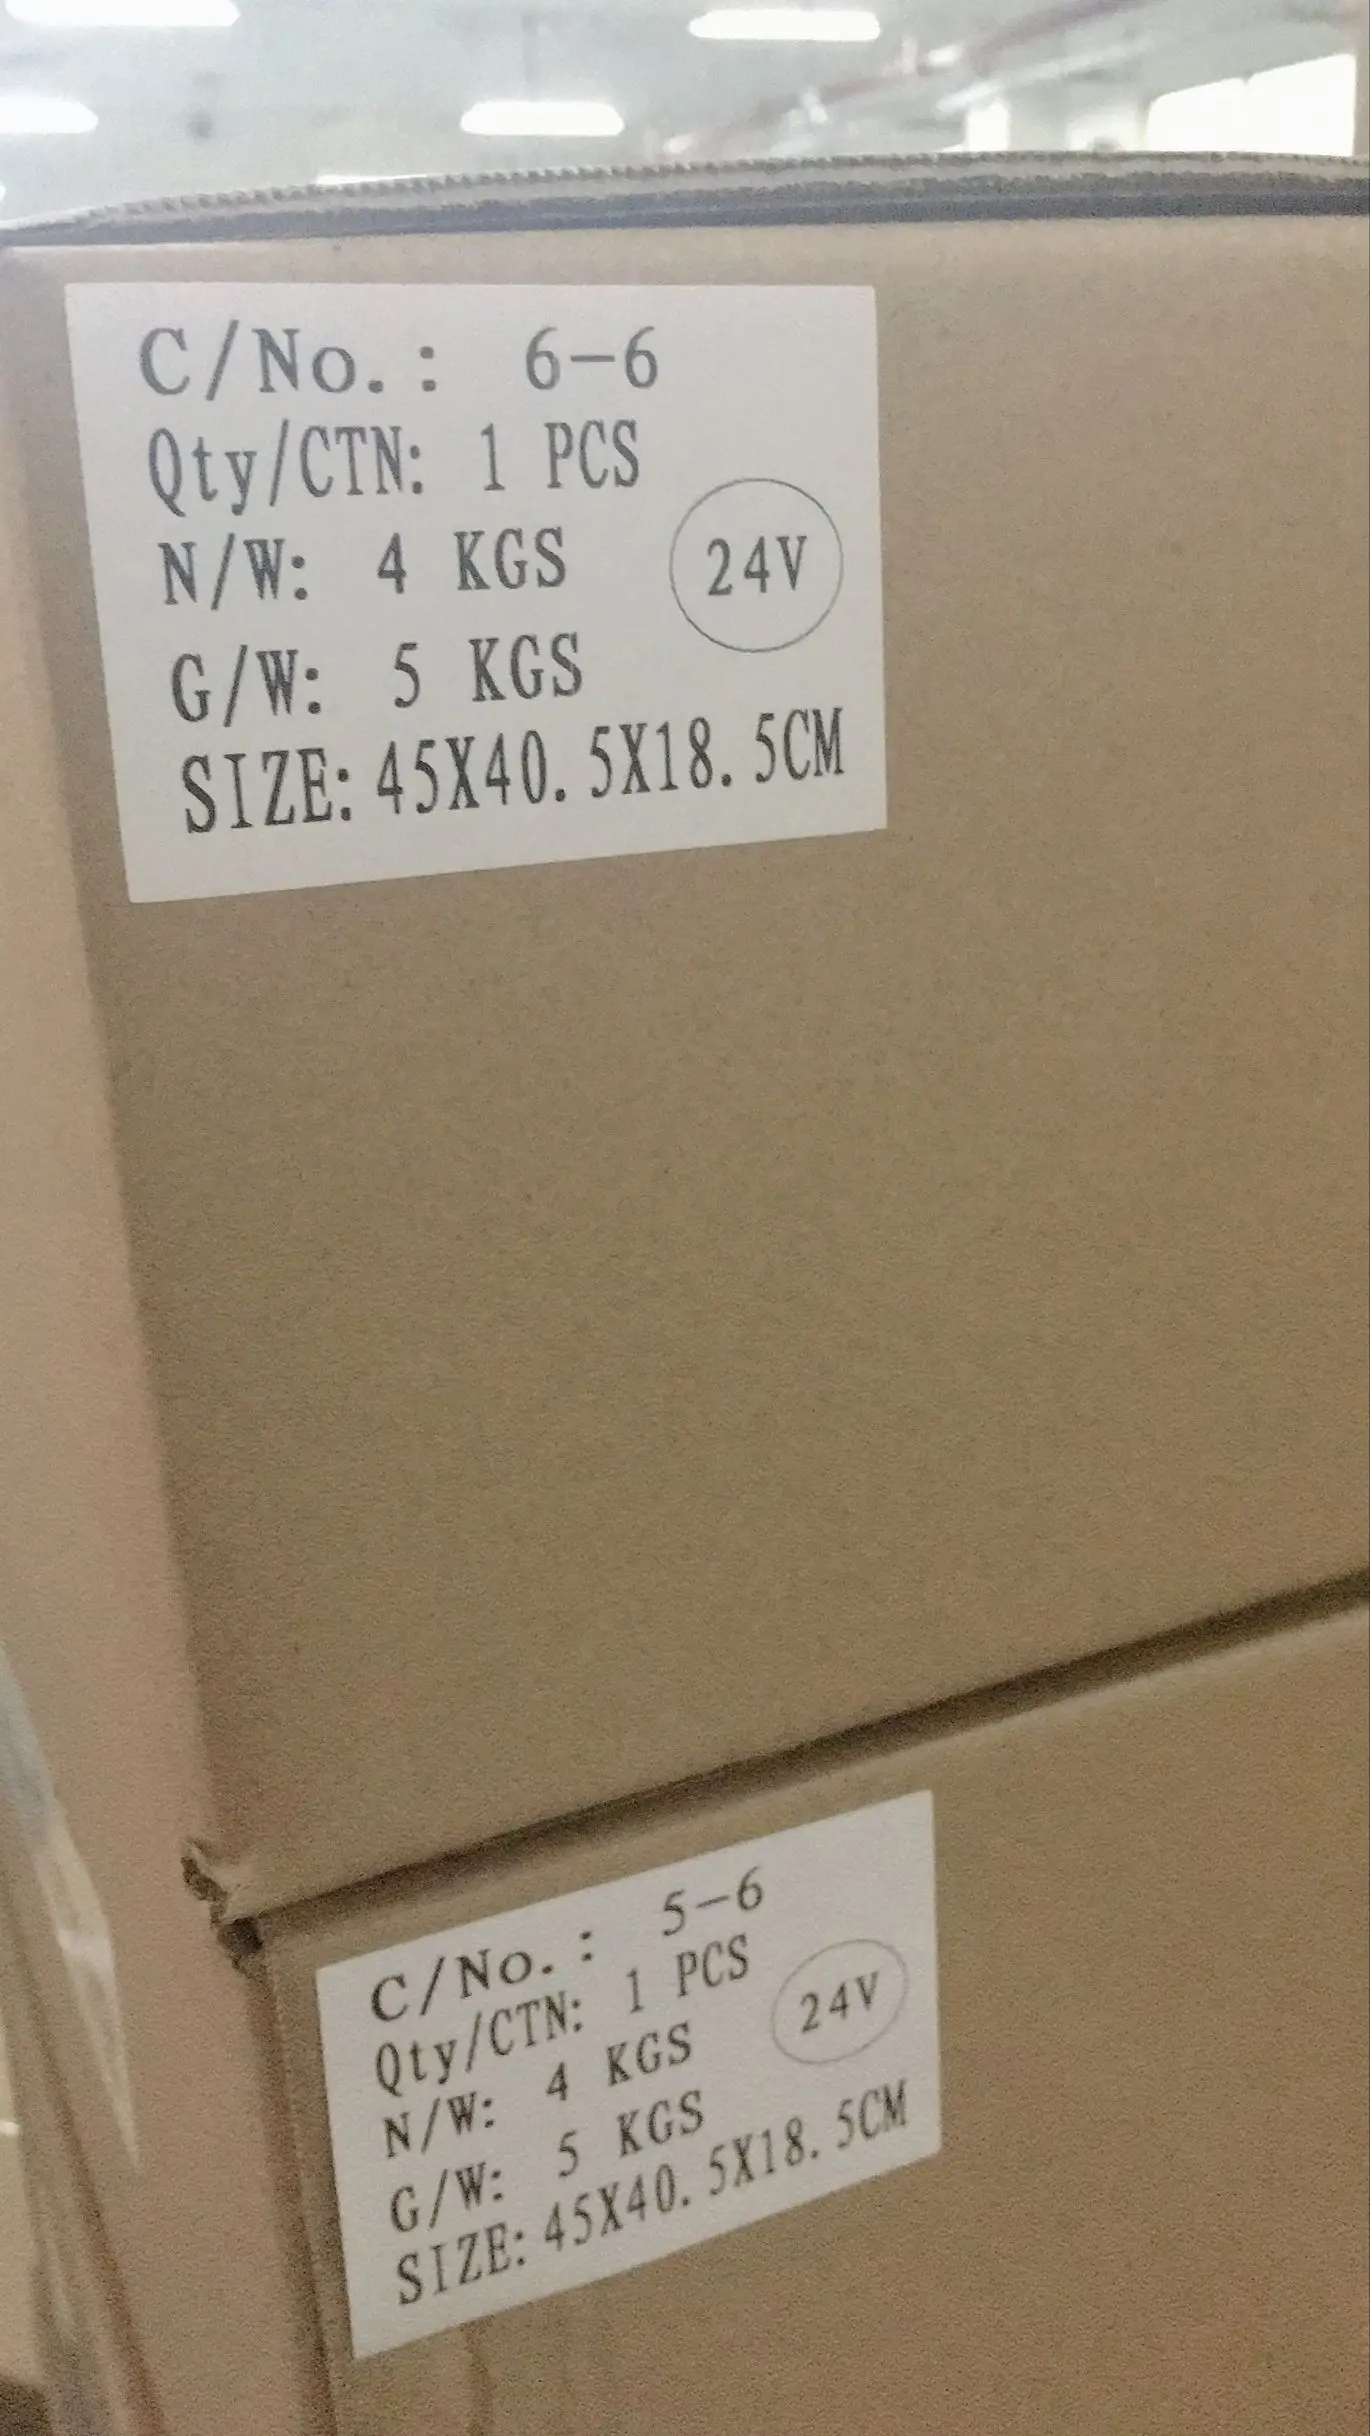 C/No.: 6-6
Qty/CTN: 1 PCS
N/W: 4 KGS
24V
G/W: 5 KGS
SIZE: 45X40.5X18.5CM
C/No.: 5-6
Qty/CTN: 1 PCS
24V
N/W: 4 KGS
G/W: 5 KGS
SIZE: 45X40.5X18.5CM